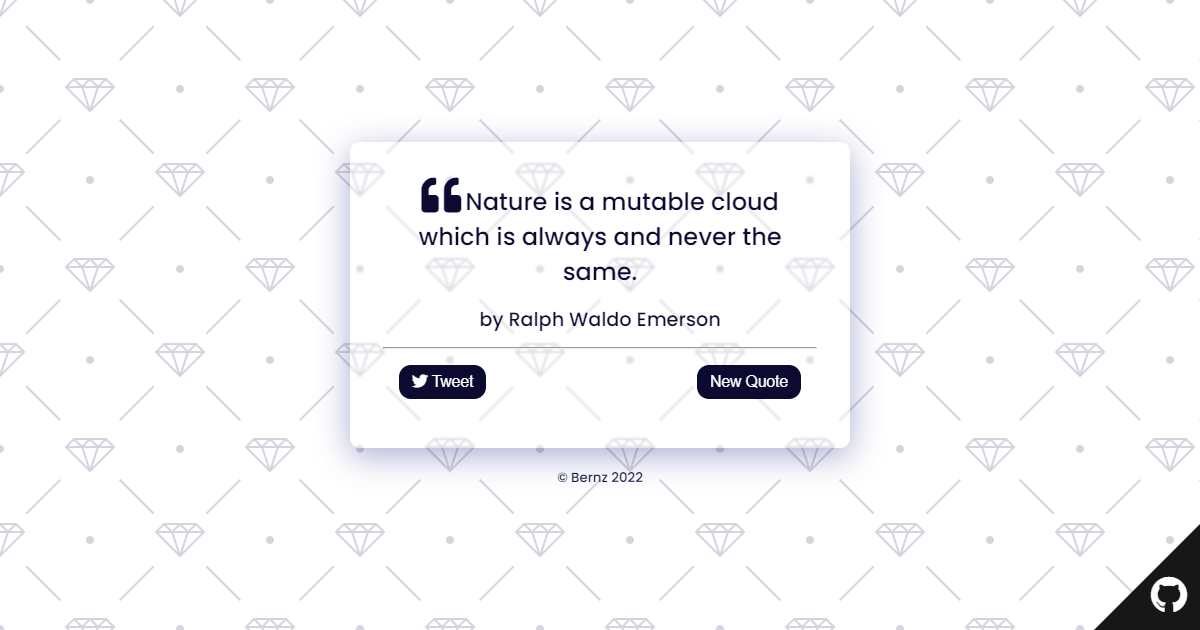 ❝Nature is a mutable cloud
which is always and never the
same.
by Ralph Waldo Emerson
Tweet
New Quote
© Bernz 2022